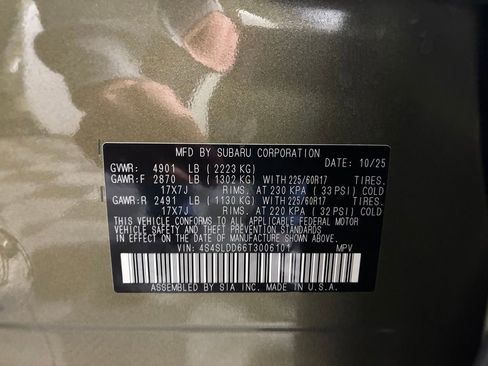 MFD BY SUBARU CORPORATION 10/25
GVWR: 4901 LB (2223 KG)
GAWR:F 2870 LB (1302 KG) WITH 225/60R17 TIRES.
17X7J RIMS. AT 230 KPA (33 PSI) COLD
GAWR:R 2491 LB (1130 KG) WITH 225/60R17 TIRES.
17X7J RIMS. AT 220 KPA (32 PSI) COLD
THIS VEHICLE CONFORMS TO ALL APPLICABLE FEDERAL MOTOR
VEHICLE SAFETY AND THEFT PREVENTION STANDARDS IN
EFFECT ON THE DATE OF MANUFACTURE SHOWN ABOVE.
VIN: 4S4SLDD66T3006101 MPV
ASSEMBLED BY SIA INC. MADE IN U.S.A.